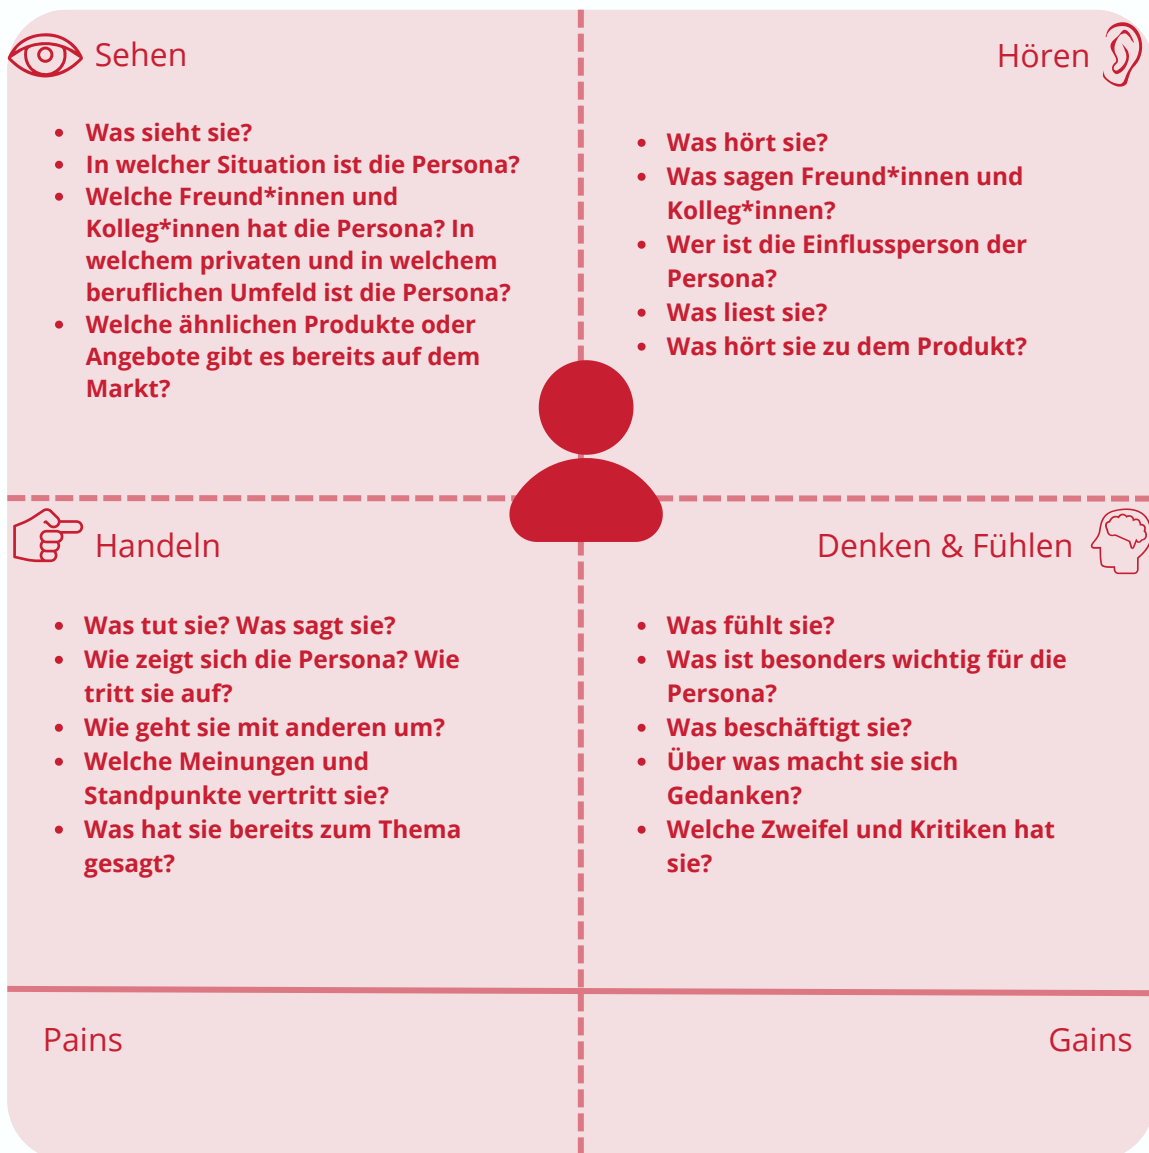 Sehen
• Was sieht sie?
• In welcher Situation ist die Persona?
• Welche Freund*innen und
Kolleg*innen hat die Persona? In
welchem privaten und in welchem
beruflichen Umfeld ist die Persona?
• Welche ähnlichen Produkte oder
Angebote gibt es bereits auf dem
Markt?
Hören
• Was hört sie?
• Was sagen Freund*innen und
Kolleg*innen?
• Wer ist die Einflussperson der
Persona?
• Was liest sie?
• Was hört sie zu dem Produkt?
Handeln
• Was tut sie? Was sagt sie?
• Wie zeigt sich die Persona? Wie
tritt sie auf?
• Wie geht sie mit anderen um?
• Welche Meinungen und
Standpunkte vertritt sie?
• Was hat sie bereits zum Thema
gesagt?
Denken & Fühlen
• Was fühlt sie?
• Was ist besonders wichtig für die
Persona?
• Was beschäftigt sie?
• Über was macht sie sich
Gedanken?
• Welche Zweifel und Kritiken hat
sie?
Pains
Gains